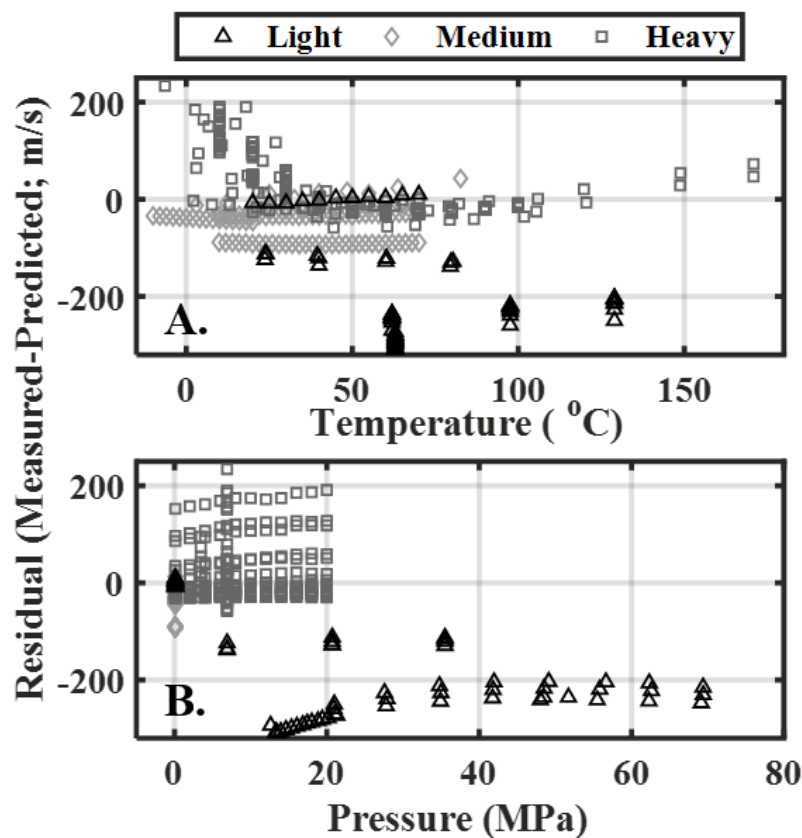 Light Medium Heavy
Residual (Measured-Predicted; m/s)
200
0
-200
A.
0 50 100 150
Temperature ( °C)
200
0
-200
B.
0 20 40 60 80
Pressure (MPa)